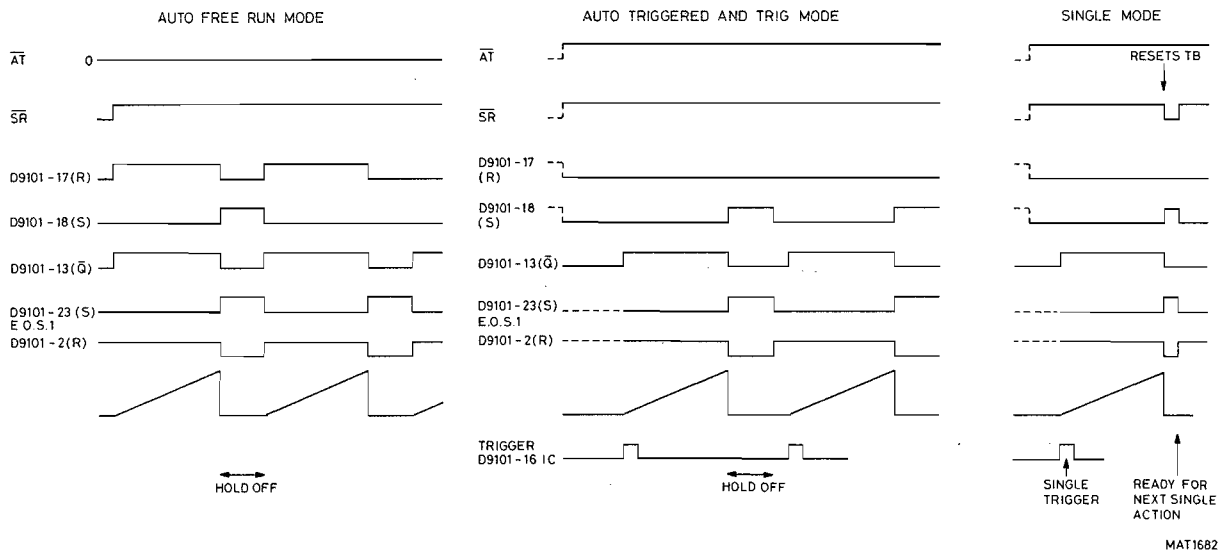 AUTO FREE RUN MODE
AT
0
SR
D9101-17(R)
D9101-18(S)
D9101-13(Q̅)
D9101-23(S)
E.O.S.1
D9101-2(R)
HOLD OFF
AUTO TRIGGERED AND TRIG MODE
AT
SR
D9101-17
(R)
D9101-18
(S)
D9101-13(Q̅)
D9101-23(S)
E.O.S.1
D9101-2(R)
TRIGGER
D9101-16 IC
HOLD OFF
SINGLE MODE
RESETS TB
SINGLE
TRIGGER
READY FOR
NEXT SINGLE
ACTION
MAT1682